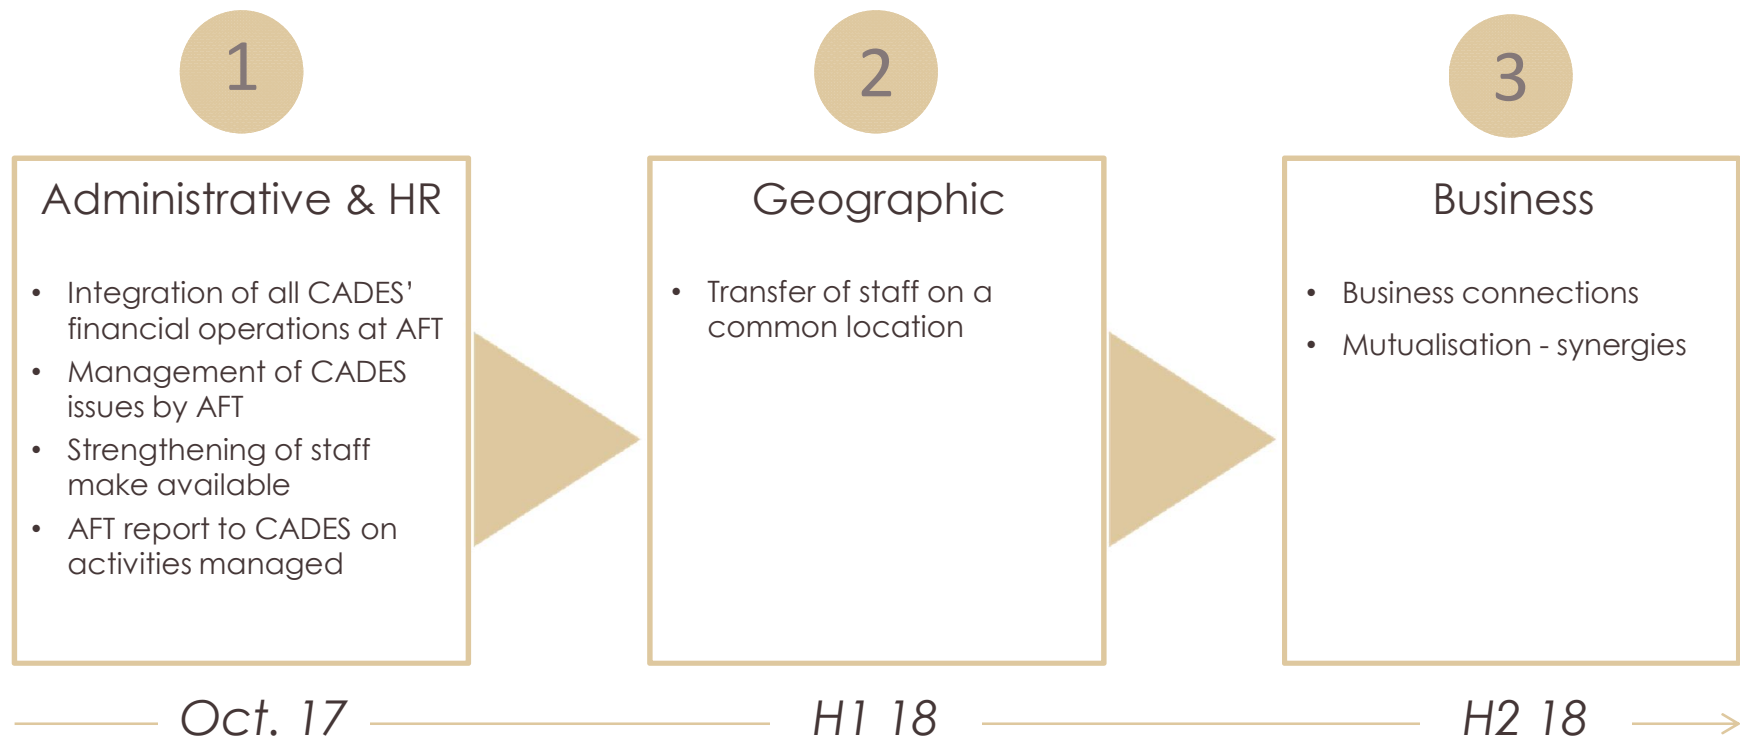 1
Administrative & HR
• Integration of all CADES’
financial operations at AFT
• Management of CADES
issues by AFT
• Strengthening of staff
make available
• AFT report to CADES on
activities managed
Oct. 17
2
Geographic
• Transfer of staff on a
common location
H1 18
3
Business
• Business connections
• Mutualisation - synergies
H2 18